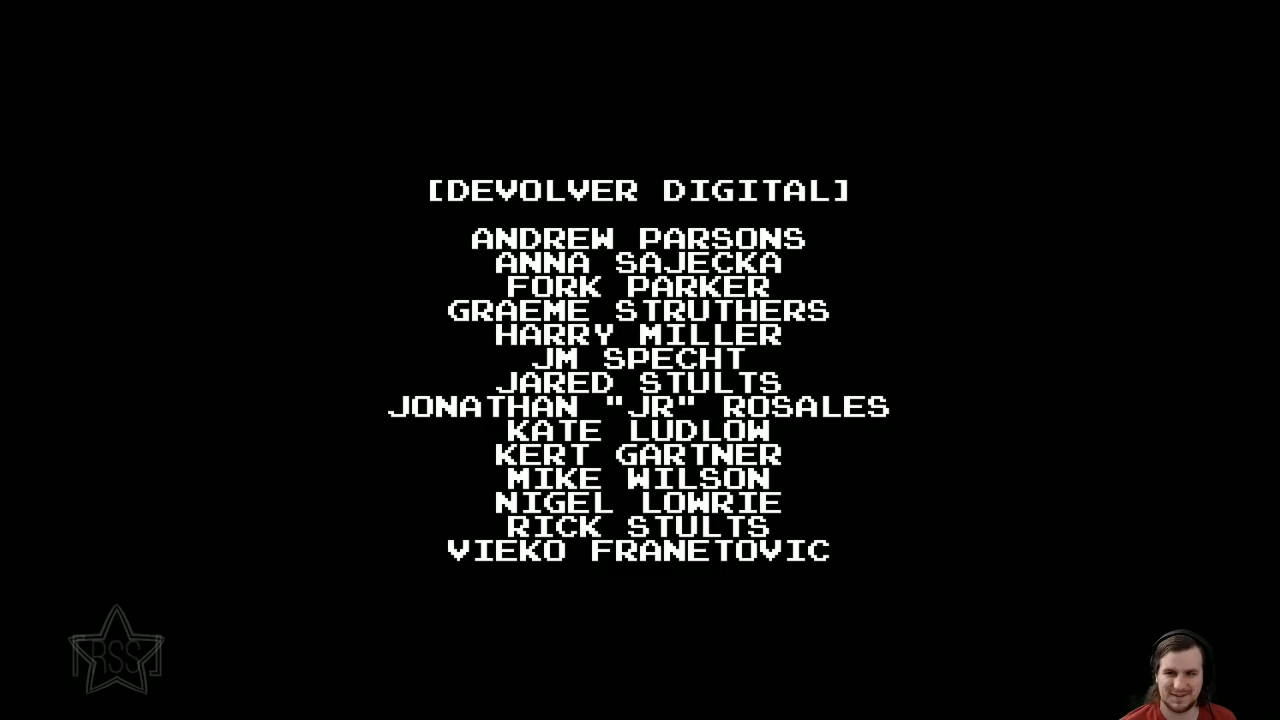 [DEVOLVER DIGITAL]
ANDREW PARSONS
ANNA SAJECKA
FORK PARKER
GRAEME STRUTHERS
HARRY MILLER
JM SPECHT
JARED STULTS
JONATHAN "JR" ROSALES
KATE LUDLOW
KERT GARTNER
MIKE WILSON
NIGEL LOWRIE
RICK STULTS
VIEKO FRANETOVIC
[RSS]